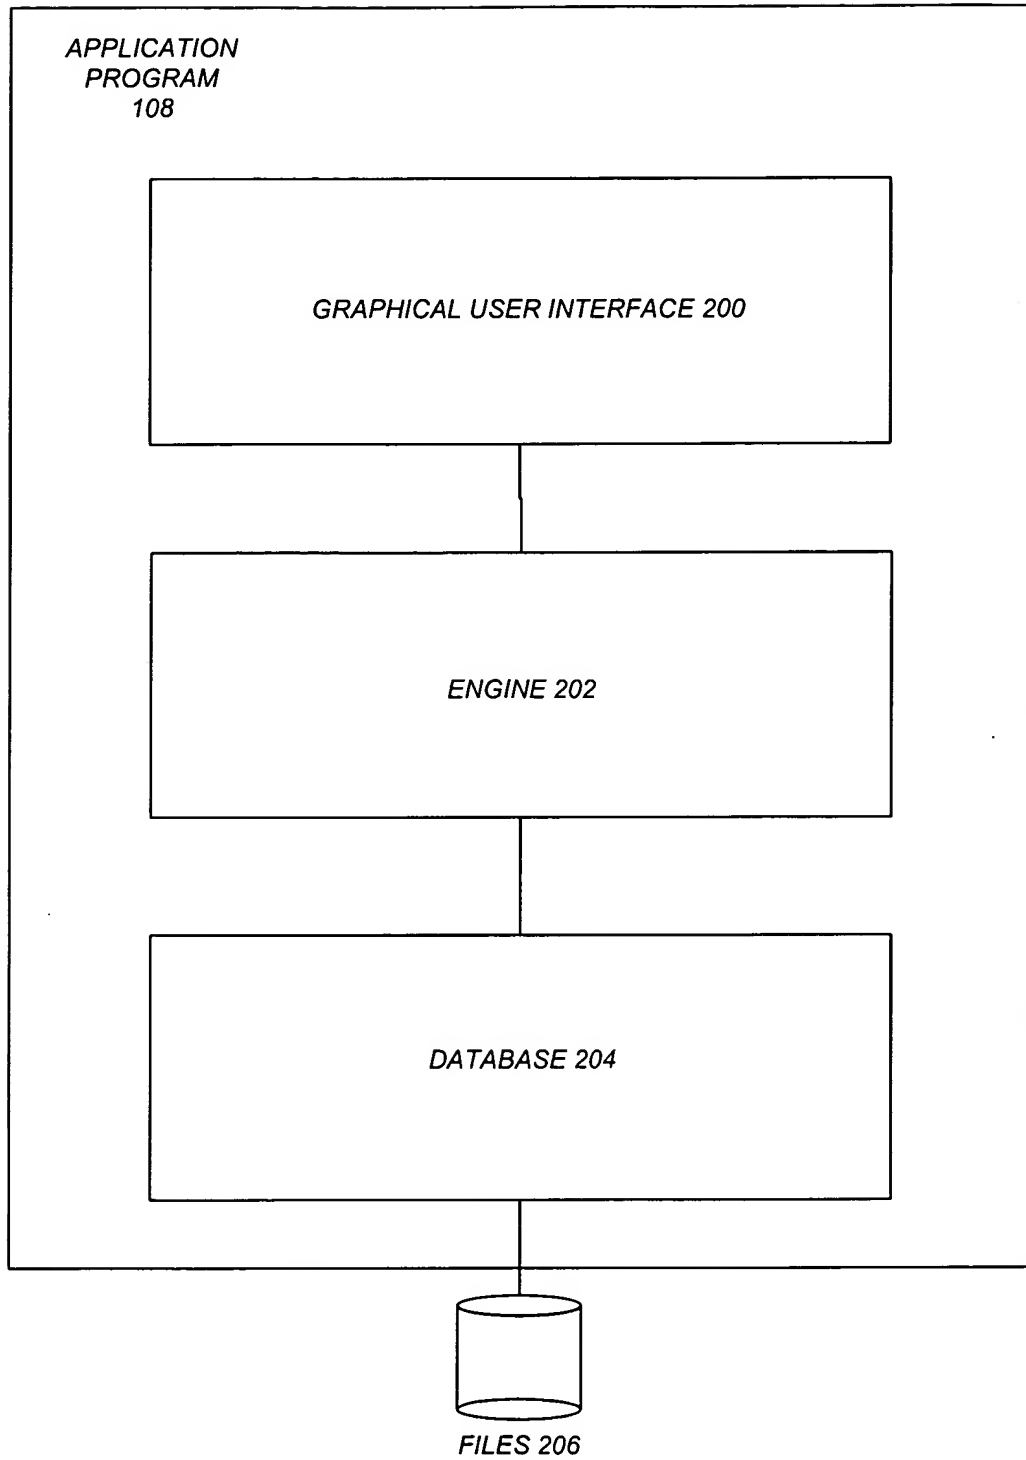 APPLICATION
PROGRAM
108
GRAPHICAL USER INTERFACE 200
ENGINE 202
DATABASE 204
FILES 206